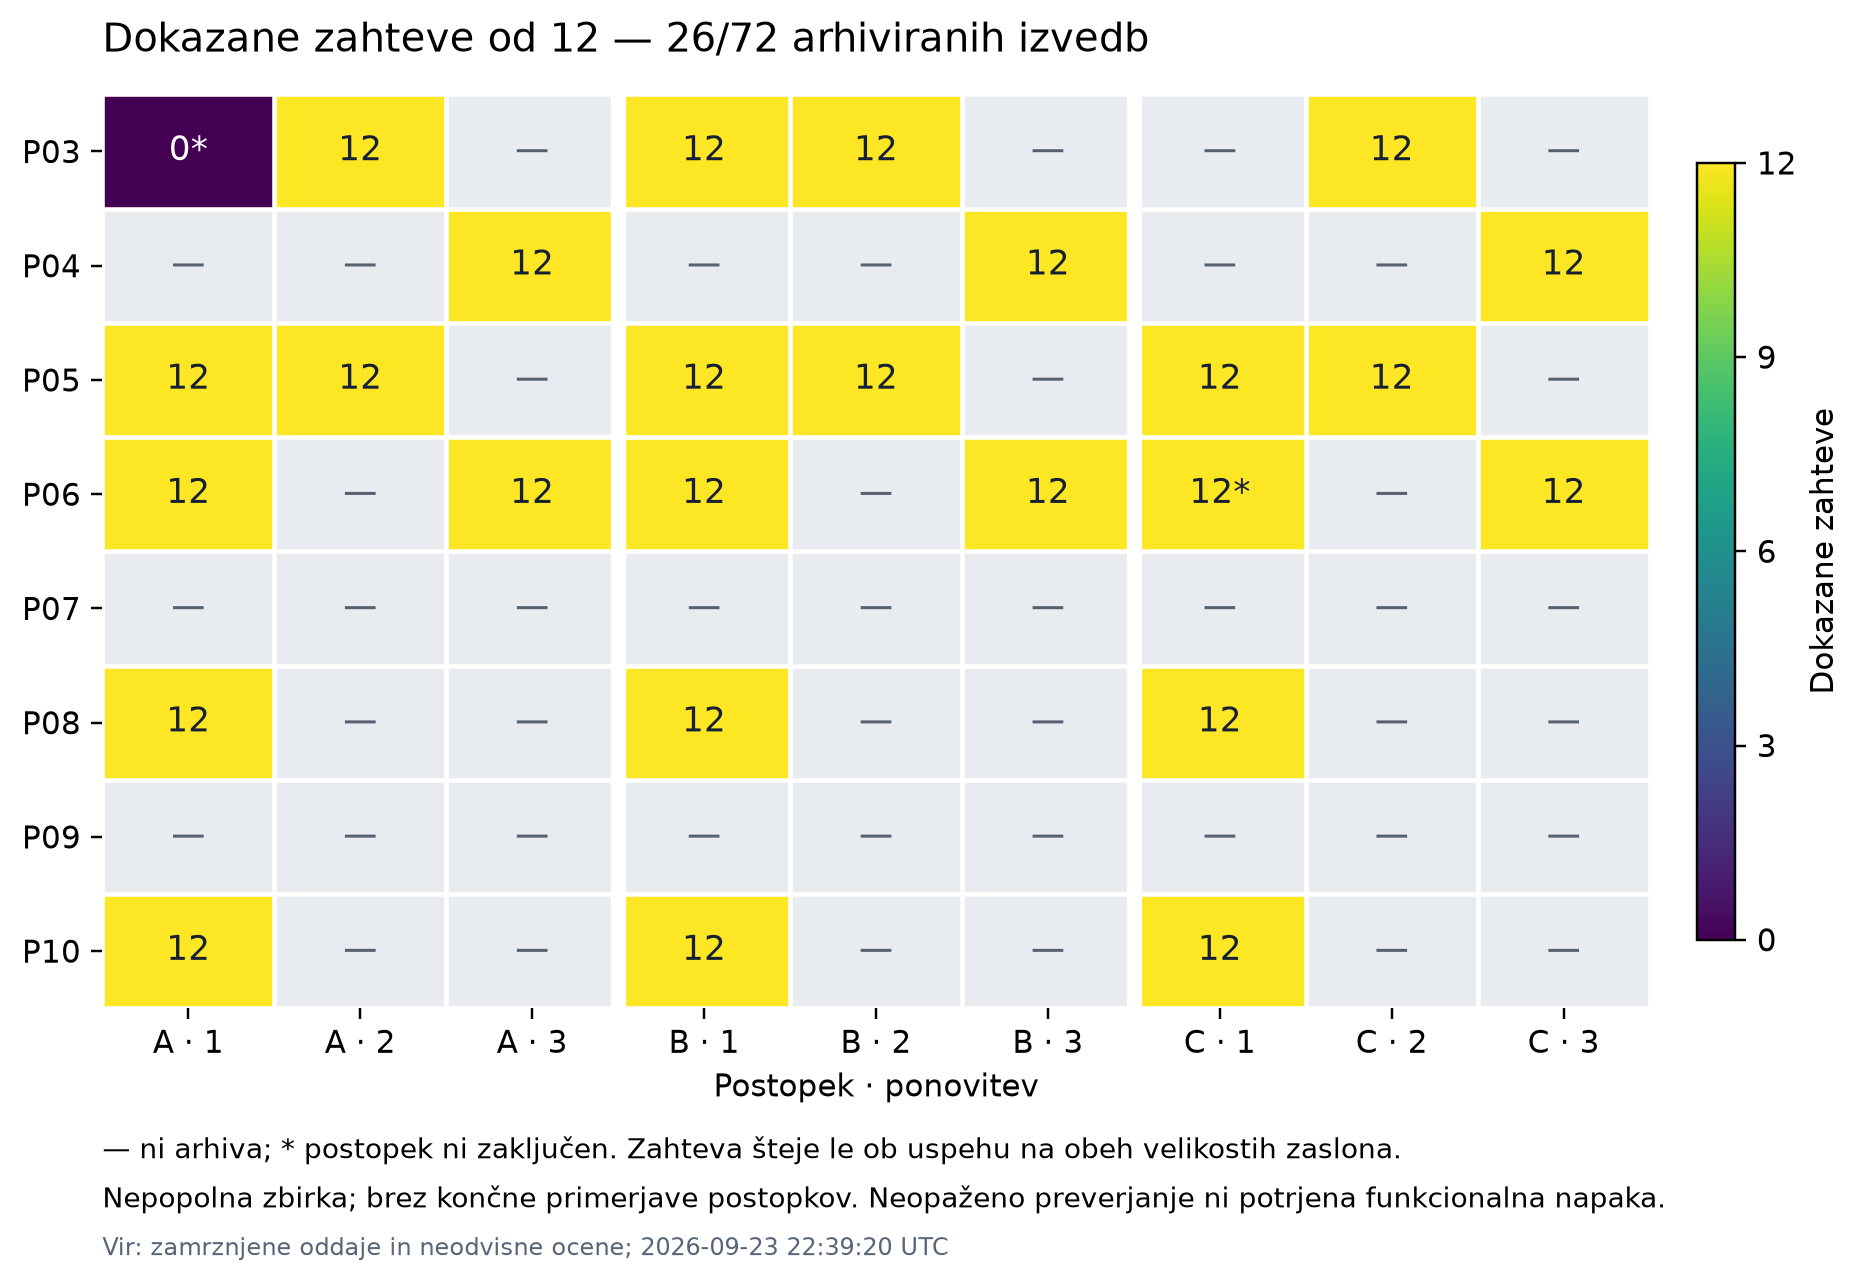 Dokazane zahteve od 12 — 26/72 arhiviranih izvedb
P03 0* 12 — 12 12 — — 12 —
P04 — — 12 — — 12 — — 12
P05 12 12 — 12 12 — 12 12 —
P06 12 — 12 12 — 12 12* — 12
P07 — — — — — — — — —
P08 12 — — 12 — — 12 — —
P09 — — — — — — — — —
P10 12 — — 12 — — 12 — —
A · 1 A · 2 A · 3 B · 1 B · 2 B · 3 C · 1 C · 2 C · 3
Postopek · ponovitev
12
9
6
3
0
Dokazane zahteve
— ni arhiva; * postopek ni zaključen. Zahteva šteje le ob uspehu na obeh velikostih zaslona.
Nepopolna zbirka; brez končne primerjave postopkov. Neopaženo preverjanje ni potrjena funkcionalna napaka.
Vir: zamrznjene oddaje in neodvisne ocene; 2026-09-23 22:39:20 UTC